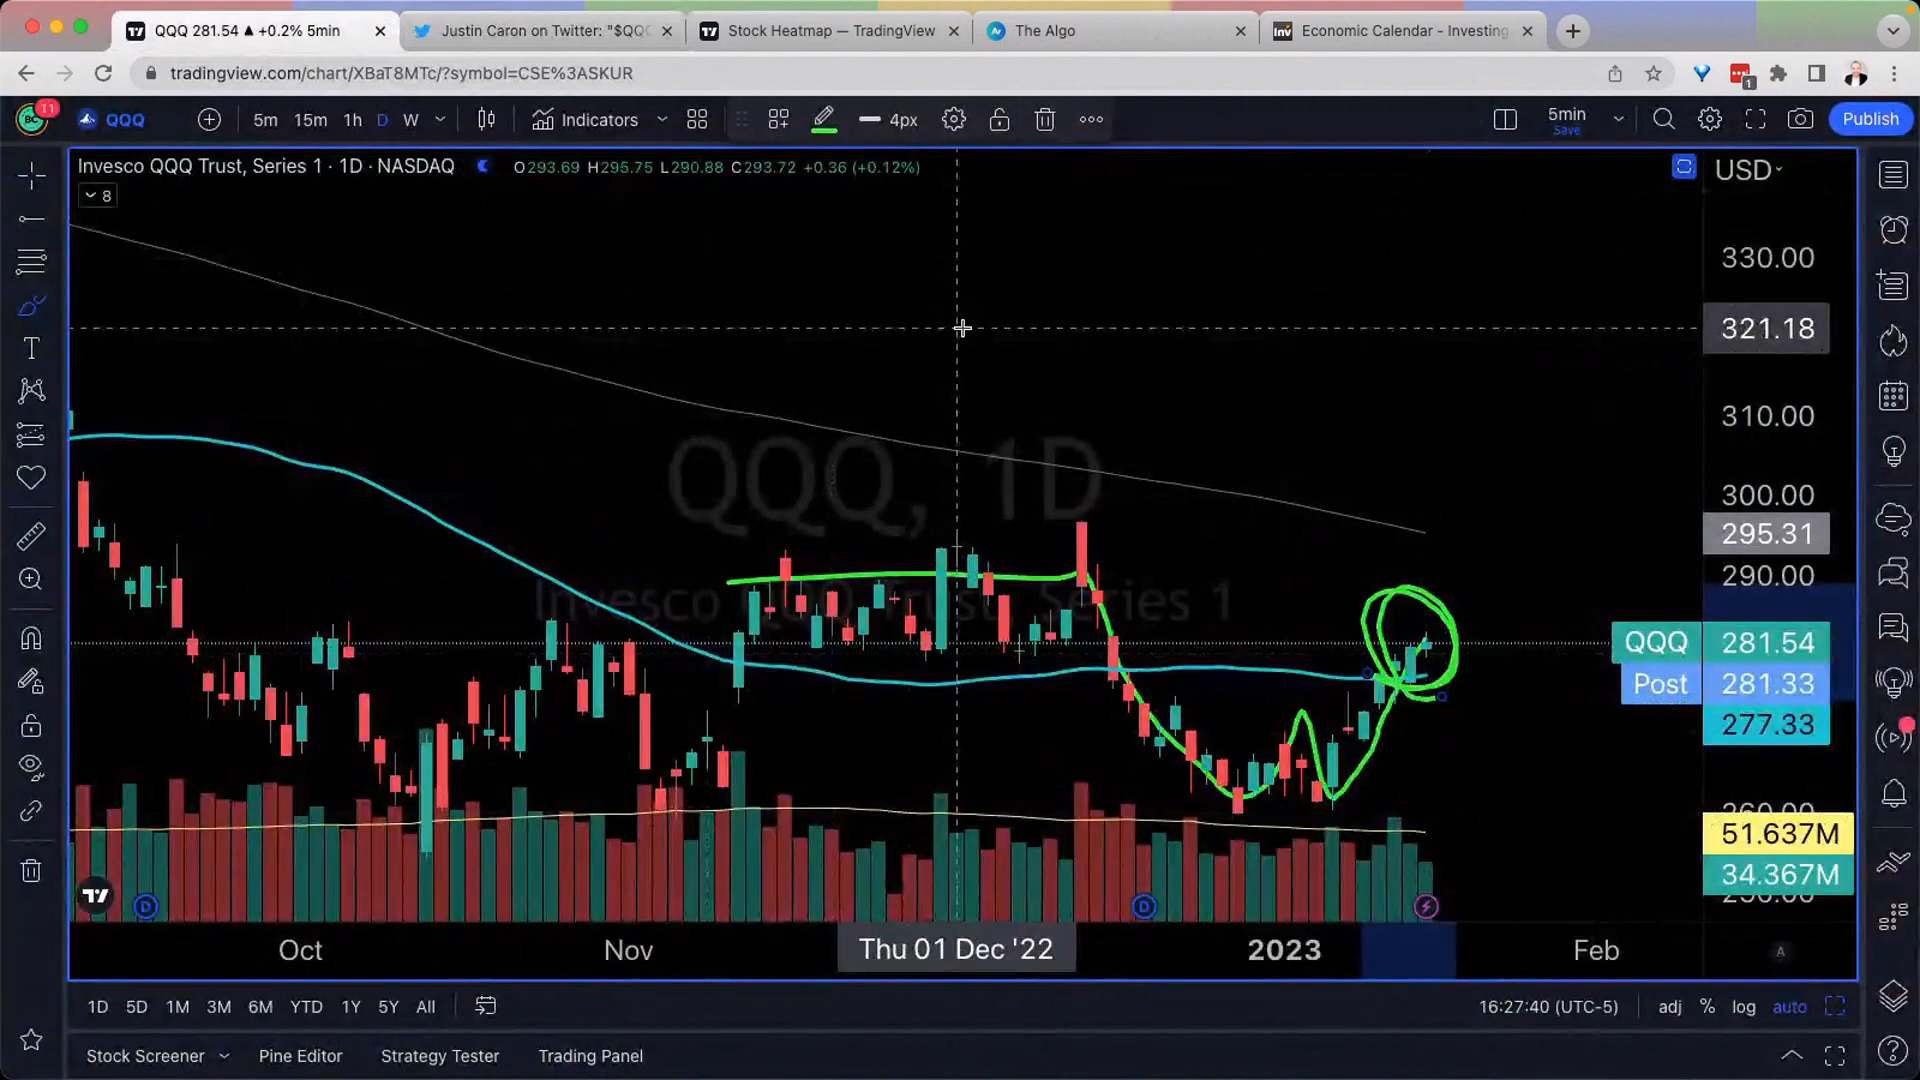 QQQ 281.54 ▲ +0.2% 5min
Justin Caron on Twitter: "$QQQ
Stock Heatmap — TradingView
The Algo
Economic Calendar - Investing
tradingview.com/chart/XBaT8MTc/?symbol=CSE%3ASKUR
1
11
QQQ
5m 15m 1h D W
Indicators
4px
5min
Save
Publish
Invesco QQQ Trust, Series 1 · 1D · NASDAQ
O293.69 H295.75 L290.88 C293.72 +0.36 (+0.12%)
8
USD
330.00
321.18
310.00
300.00
295.31
290.00
QQQ 281.54
Post 281.33
277.33
260.00
51.637M
34.367M
QQQ, 1D
Invesco QQQ Trust, Series 1
D
D
Oct
Nov
Thu 01 Dec '22
2023
Feb
A
1D 5D 1M 3M 6M YTD 1Y 5Y All
16:27:40 (UTC-5)
adj % log auto
Stock Screener
Pine Editor
Strategy Tester
Trading Panel